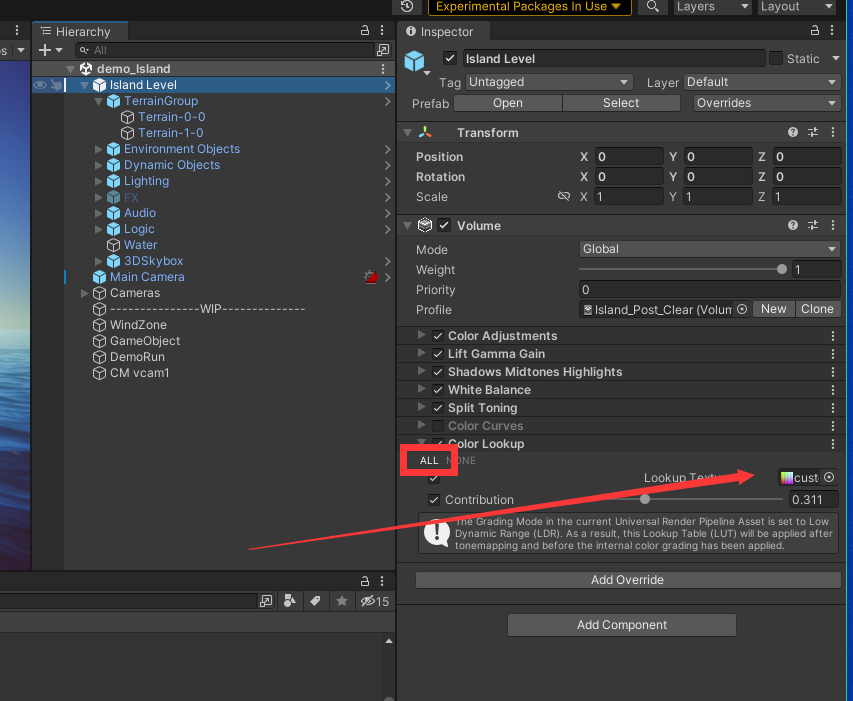 Experimental Packages In Use
Layers
Layout
Hierarchy
Inspector
s
All
demo_Island
Island Level
TerrainGroup
Terrain-0-0
Terrain-1-0
Environment Objects
Dynamic Objects
Lighting
FX
Audio
Logic
Water
3DSkybox
Main Camera
Cameras
---------------WIP--------------
WindZone
GameObject
DemoRun
CM vcam1
15
Island Level
Static
Tag Untagged Layer Default
Prefab Open Select Overrides
Transform
Position X 0 Y 0 Z 0
Rotation X 0 Y 0 Z 0
Scale X 1 Y 1 Z 1
Volume
Mode Global
Weight 1
Priority 0
Profile Island_Post_Clear (Volum New Clone
Color Adjustments
Lift Gamma Gain
Shadows Midtones Highlights
White Balance
Split Toning
Color Curves
Color Lookup
ALL NONE
Lookup cust
Contribution 0.311
The Grading Mode in the current Universal Render Pipeline Asset is set to Low
Dynamic Range (LDR). As a result, this Lookup Table (LUT) will be applied after
tonemapping and before the internal color grading has been applied.
Add Override
Add Component